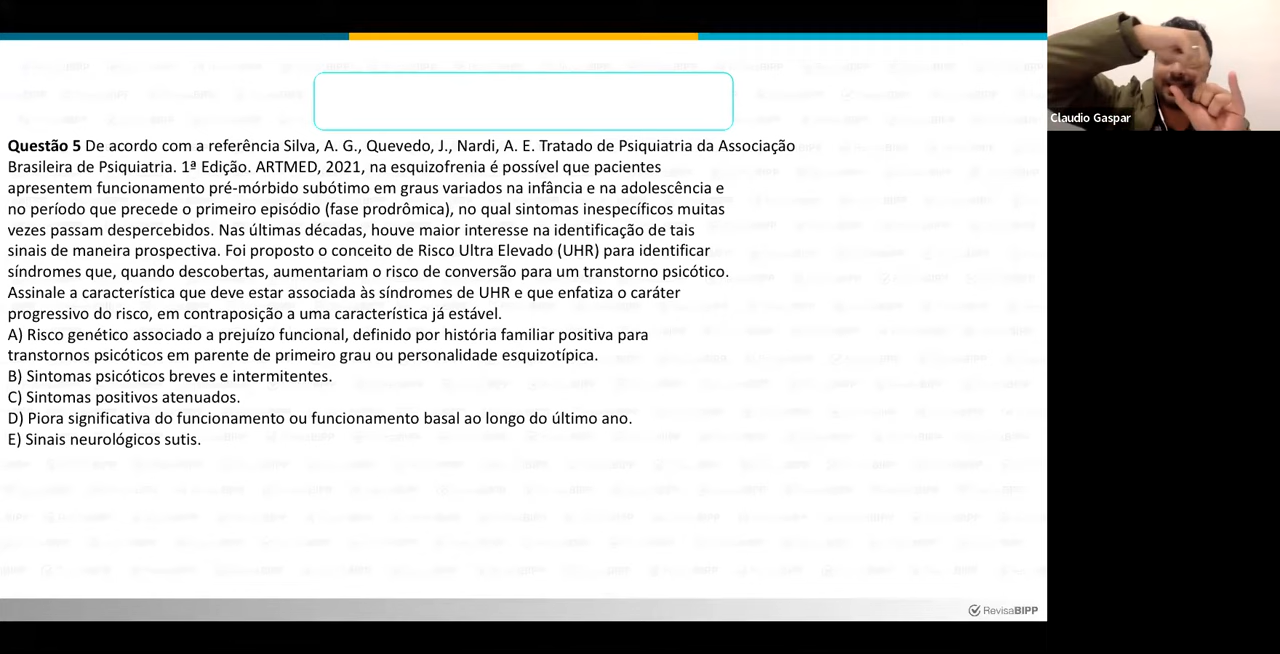 Claudio Gaspar
Questão 5 De acordo com a referência Silva, A. G., Quevedo, J., Nardi, A. E. Tratado de Psiquiatria da Associação
Brasileira de Psiquiatria. 1ª Edição. ARTMED, 2021, na esquizofrenia é possível que pacientes
apresentem funcionamento pré-mórbido subótimo em graus variados na infância e na adolescência e
no período que precede o primeiro episódio (fase prodrômica), no qual sintomas inespecíficos muitas
vezes passam despercebidos. Nas últimas décadas, houve maior interesse na identificação de tais
sinais de maneira prospectiva. Foi proposto o conceito de Risco Ultra Elevado (UHR) para identificar
síndromes que, quando descobertas, aumentariam o risco de conversão para um transtorno psicótico.
Assinale a característica que deve estar associada às síndromes de UHR e que enfatiza o caráter
progressivo do risco, em contraposição a uma característica já estável.
A) Risco genético associado a prejuízo funcional, definido por história familiar positiva para
transtornos psicóticos em parente de primeiro grau ou personalidade esquizotípica.
B) Sintomas psicóticos breves e intermitentes.
C) Sintomas positivos atenuados.
D) Piora significativa do funcionamento ou funcionamento basal ao longo do último ano.
E) Sinais neurológicos sutis.
RevisaBIPP